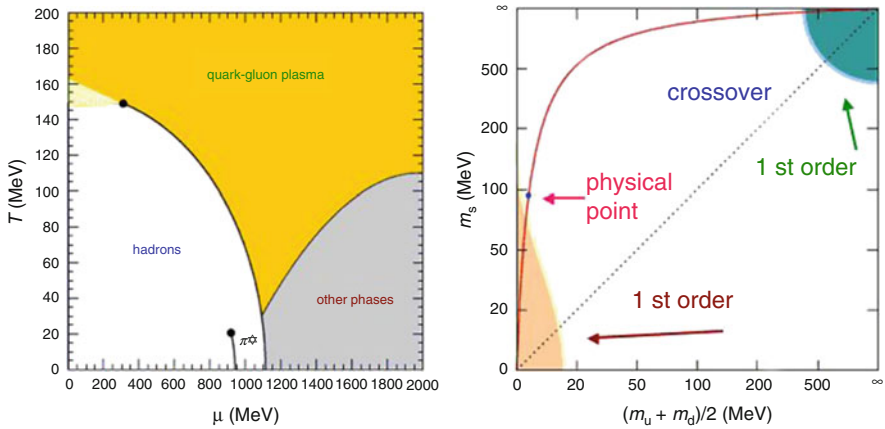 200
180
160
140
120
100
80
60
40
20
0
T (MeV)
quark-gluon plasma
hadrons
other phases
π✡
0 200 400 600 800 1000 1200 1400 1600 1800 2000
μ (MeV)
∞
500
200
100
50
20
0
m_s (MeV)
crossover
1 st order
physical
point
1 st order
0 20 50 100 200 500 ∞
(m_u + m_d)/2 (MeV)